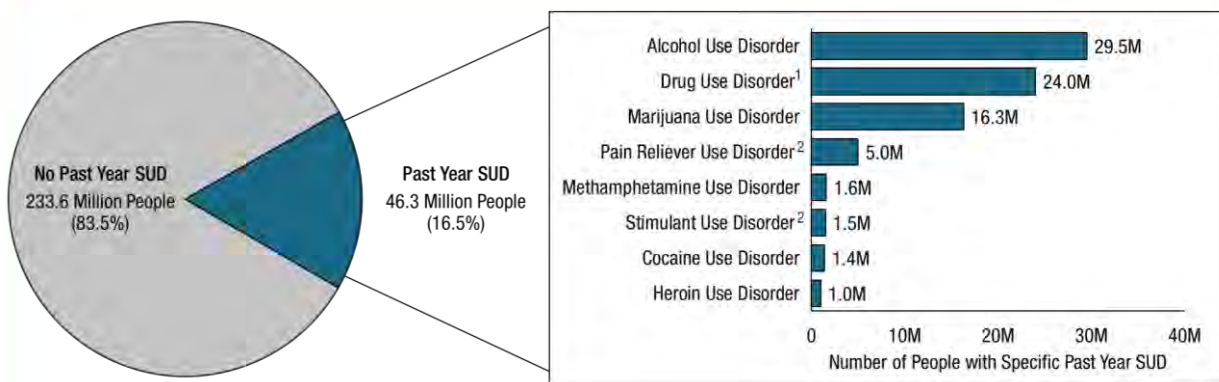 No Past Year SUD
233.6 Million People
(83.5%)
Past Year SUD
46.3 Million People
(16.5%)
Alcohol Use Disorder 29.5M
Drug Use Disorder¹ 24.0M
Marijuana Use Disorder 16.3M
Pain Reliever Use Disorder² 5.0M
Methamphetamine Use Disorder 1.6M
Stimulant Use Disorder² 1.5M
Cocaine Use Disorder 1.4M
Heroin Use Disorder 1.0M
0 10M 20M 30M 40M
Number of People with Specific Past Year SUD